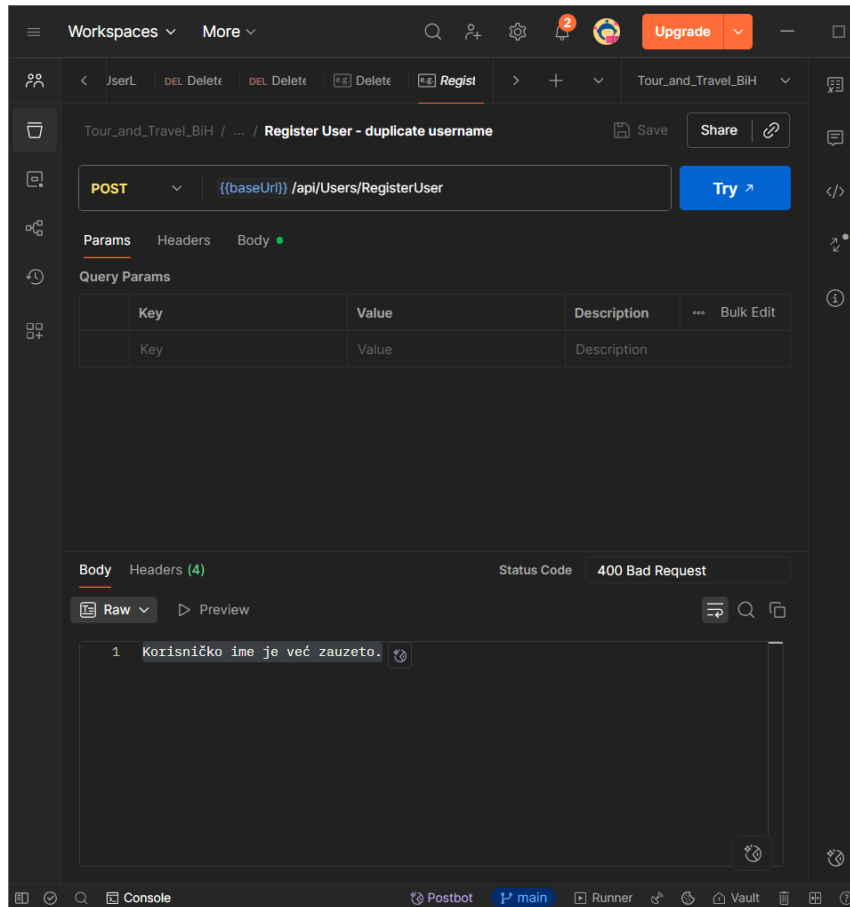 Workspaces More 2 Upgrade
JserL DEL Delete DEL Delete e.g. Delete e.g. Regist Tour_and_Travel_BiH
Tour_and_Travel_BiH / ... / Register User - duplicate username Save Share
POST {{baseUrl}} /api/Users/RegisterUser Try
Params Headers Body
Query Params
Key Value Description Bulk Edit
Key Value Description
Body Headers (4) Status Code 400 Bad Request
Raw Preview
1 Korisničko ime je već zauzeto.
Console Postbot main Runner Vault